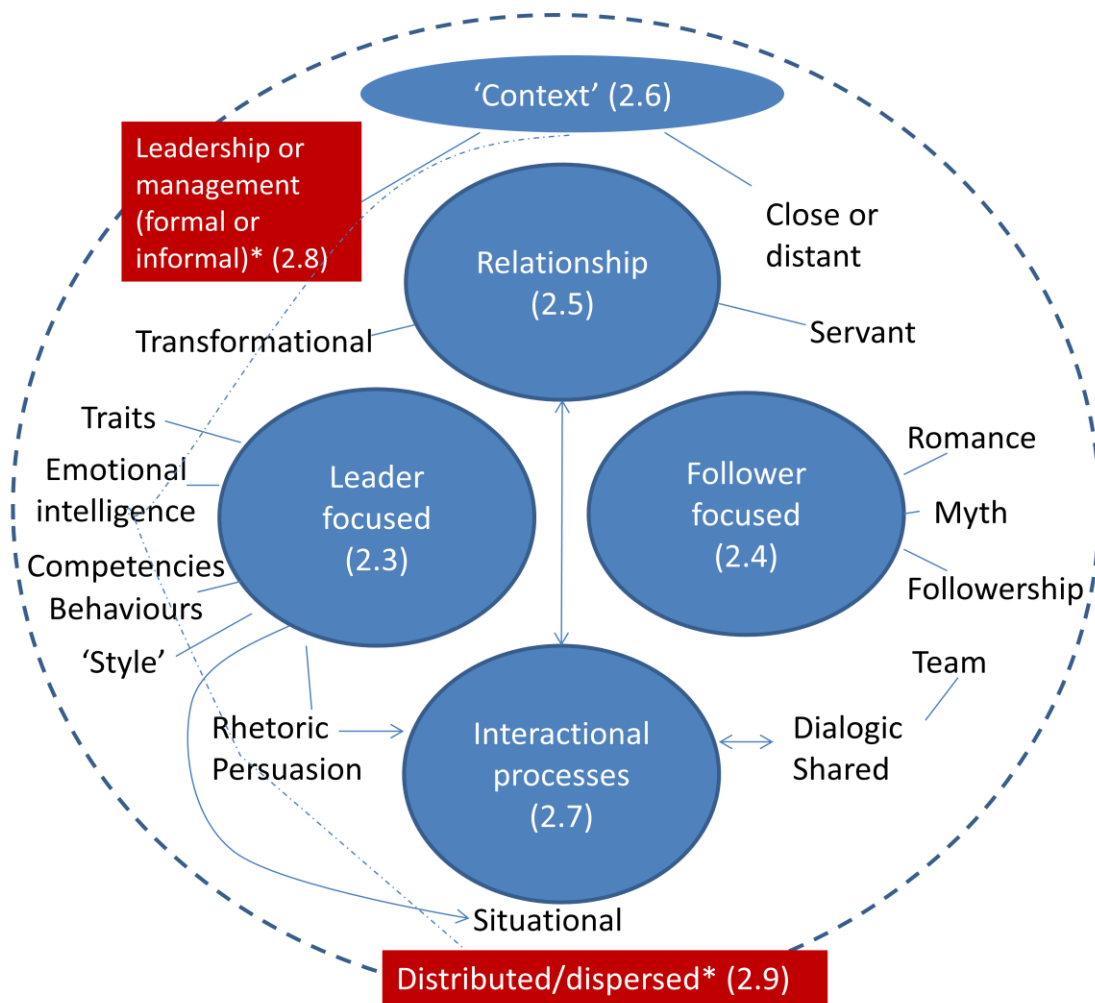 ‘Context’ (2.6)
Leadership or
management
(formal or
informal)* (2.8)
Close or
distant
Relationship
(2.5)
Transformational
Servant
Traits
Emotional
intelligence
Competencies
Behaviours
‘Style’
Leader
focused
(2.3)
Follower
focused
(2.4)
Romance
Myth
Followership
Team
Rhetoric
Persuasion
Interactional
processes
(2.7)
Dialogic
Shared
Situational
Distributed/dispersed* (2.9)